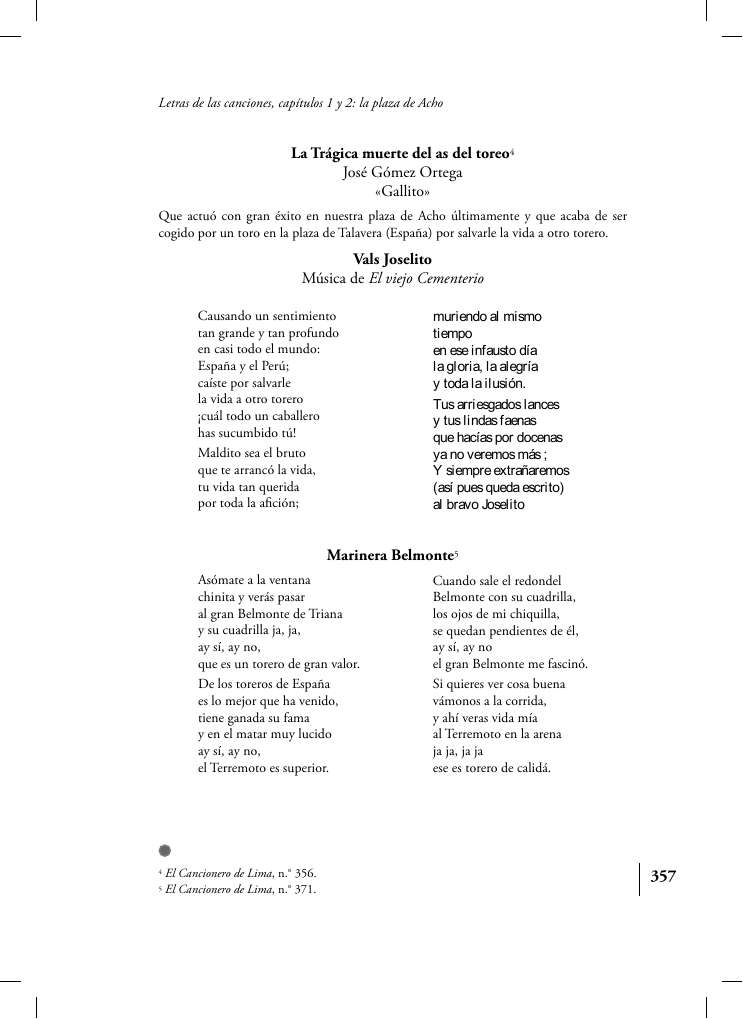 Letras de las canciones, capítulos 1 y 2: la plaza de Acho
La Trágica muerte del as del toreo4
José Gómez Ortega
«Gallito»
Que actuó con gran éxito en nuestra plaza de Acho últimamente y que acaba de ser
cogido por un toro en la plaza de Talavera (España) por salvarle la vida a otro torero.
Vals Joselito
Música de El viejo Cementerio
Causando un sentimiento
tan grande y tan profundo
en casi todo el mundo:
España y el Perú;
caíste por salvarle
la vida a otro torero
¡cuál todo un caballero
has sucumbido tú!
Maldito sea el bruto
que te arrancó la vida,
tu vida tan querida
por toda la afición;
muriendo al mismo
tiempo
en ese infausto día
la gloria, la alegría
y toda la ilusión.
Tus arriesgados lances
y tus lindas faenas
que hacías por docenas
ya no veremos más ;
Y siempre extrañaremos
(así pues queda escrito)
al bravo Joselito
Marinera Belmonte5
Asómate a la ventana
chinita y verás pasar
al gran Belmonte de Triana
y su cuadrilla ja, ja,
ay sí, ay no,
que es un torero de gran valor.
De los toreros de España
es lo mejor que ha venido,
tiene ganada su fama
y en el matar muy lucido
ay sí, ay no,
el Terremoto es superior.
Cuando sale el redondel
Belmonte con su cuadrilla,
los ojos de mi chiquilla,
se quedan pendientes de él,
ay sí, ay no
el gran Belmonte me fascinó.
Si quieres ver cosa buena
vámonos a la corrida,
y ahí veras vida mía
al Terremoto en la arena
ja ja, ja ja
ese es torero de calidá.
4 El Cancionero de Lima, n.° 356.
5 El Cancionero de Lima, n.° 371.
357